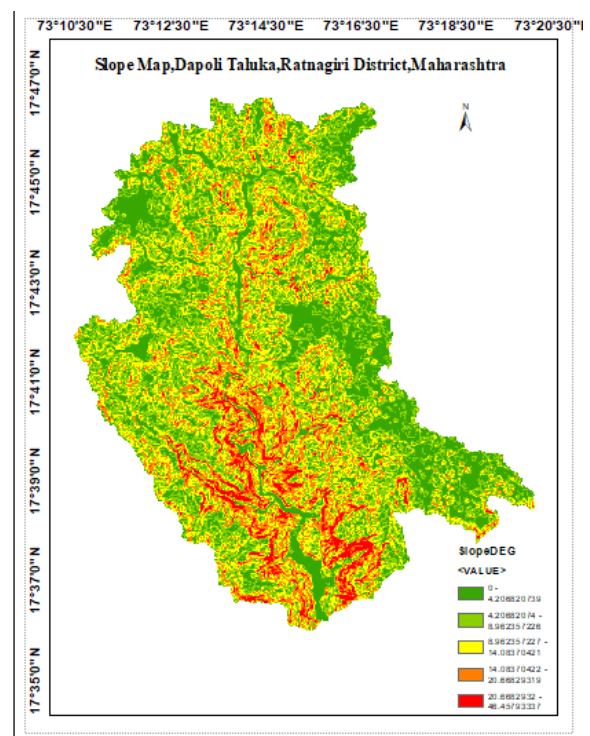 73°10'30"E 73°12'30"E 73°14'30"E 73°16'30"E 73°18'30"E 73°20'30"E
Slope Map,Dapoli Taluka,Ratnagiri District,Maharashtra
N
17°47'0"N
17°45'0"N
17°43'0"N
17°41'0"N
17°39'0"N
17°37'0"N
17°35'0"N
SlopeDEG
<VALUE>
0 -
4.206820739
4.20682074 -
8.962357226
8.962357227 -
14.08370421
14.08370422 -
20.66829319
20.6682932 -
46.45793337